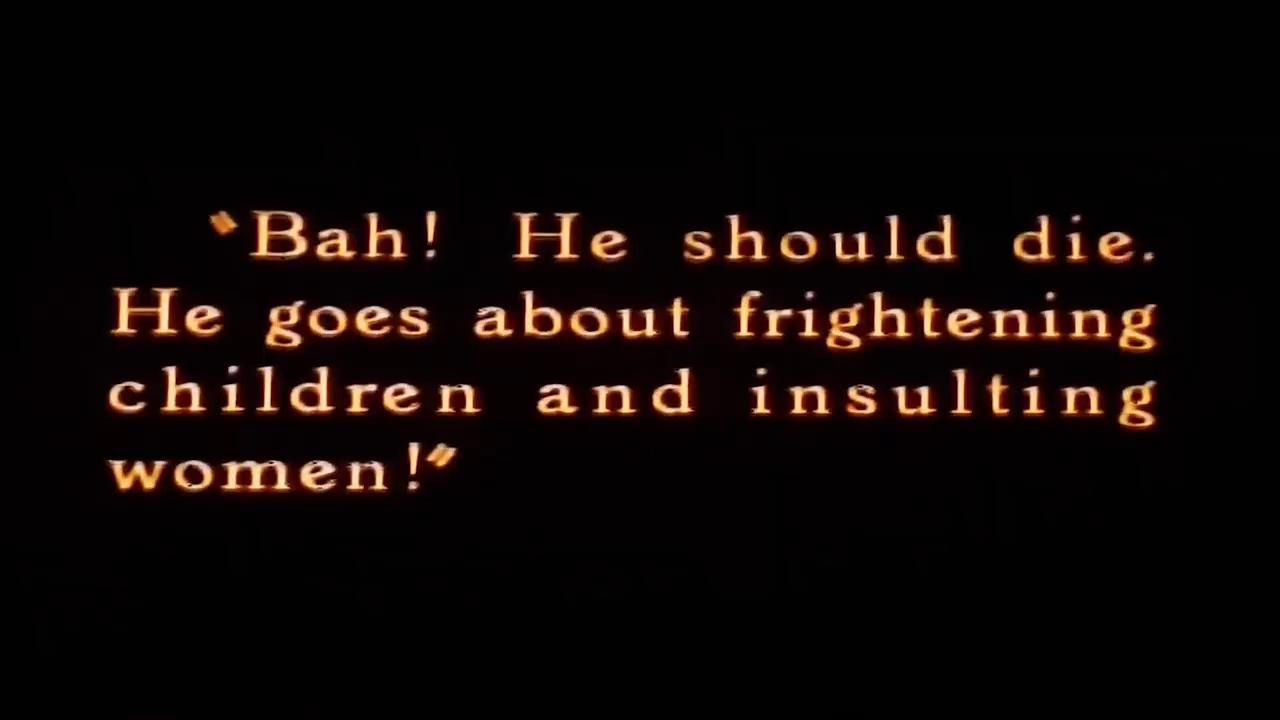 "Bah! He should die.
He goes about frightening
children and insulting
women!"